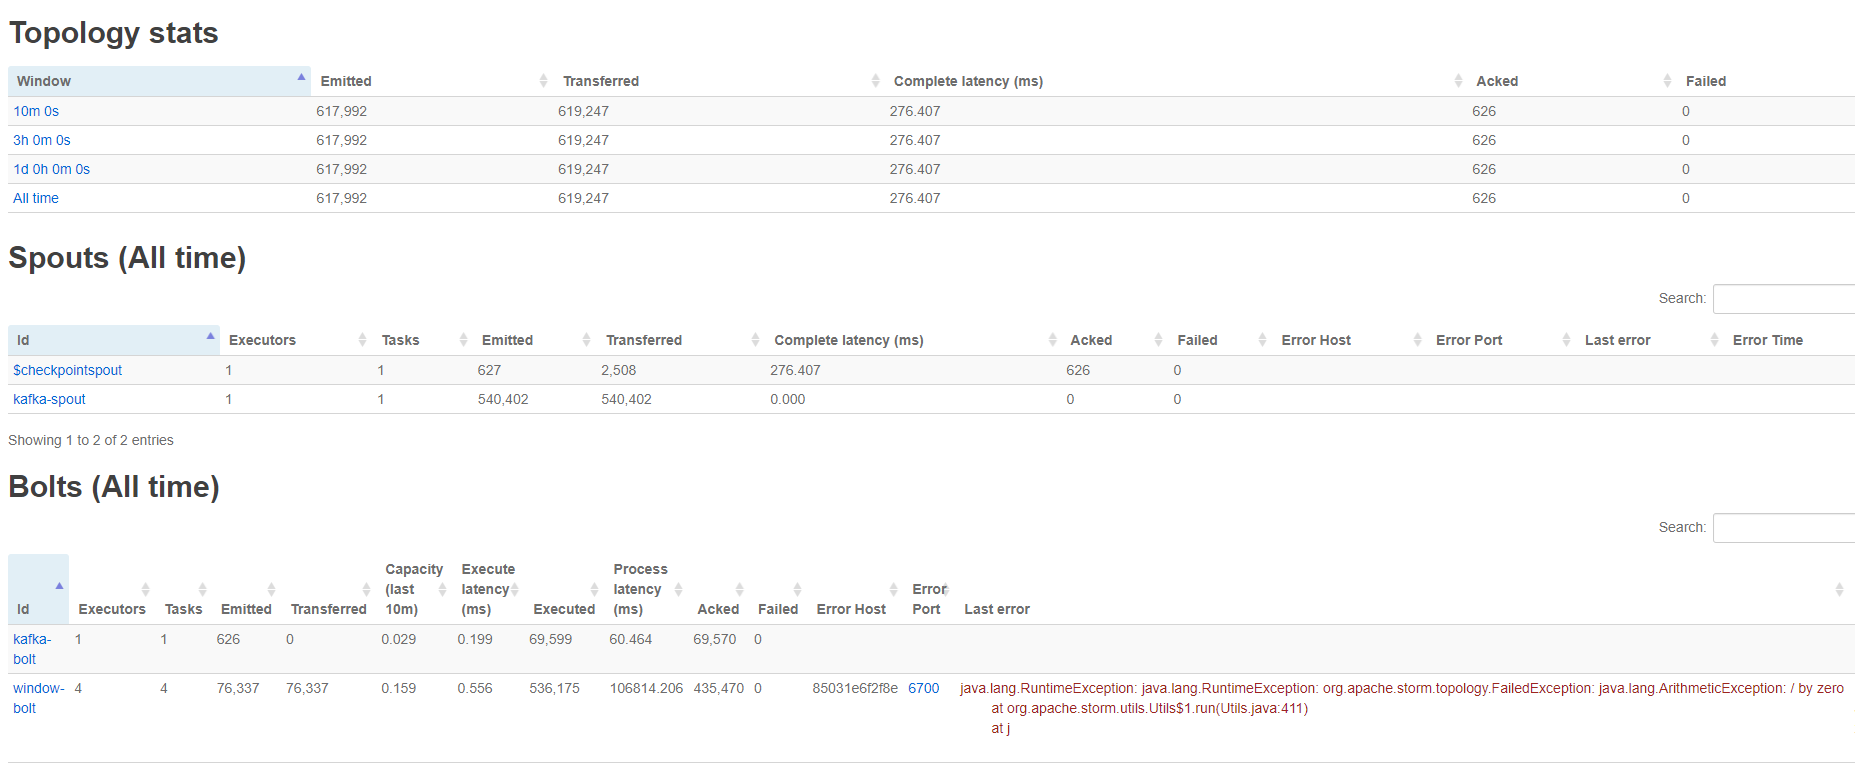 Topology stats
Window Emitted Transferred Complete latency (ms) Acked Failed
10m 0s 617,992 619,247 276.407 626 0
3h 0m 0s 617,992 619,247 276.407 626 0
1d 0h 0m 0s 617,992 619,247 276.407 626 0
All time 617,992 619,247 276.407 626 0
Spouts (All time)
Search:
Id Executors Tasks Emitted Transferred Complete latency (ms) Acked Failed Error Host Error Port Last error Error Time
$checkpointspout 1 1 627 2,508 276.407 626 0
kafka-spout 1 1 540,402 540,402 0.000 0 0
Showing 1 to 2 of 2 entries
Bolts (All time)
Search:
Capacity Execute Process
(last latency latency Error
Id Executors Tasks Emitted Transferred 10m) (ms) Executed (ms) Acked Failed Error Host Port Last error
kafka- 1 1 626 0 0.029 0.199 69,599 60.464 69,570 0
bolt
window- 4 4 76,337 76,337 0.159 0.556 536,175 106814.206 435,470 0 85031e6f2f8e 6700 java.lang.RuntimeException: java.lang.RuntimeException: org.apache.storm.topology.FailedException: java.lang.ArithmeticException: / by zero
bolt at org.apache.storm.utils.Utils$1.run(Utils.java:411)
at j